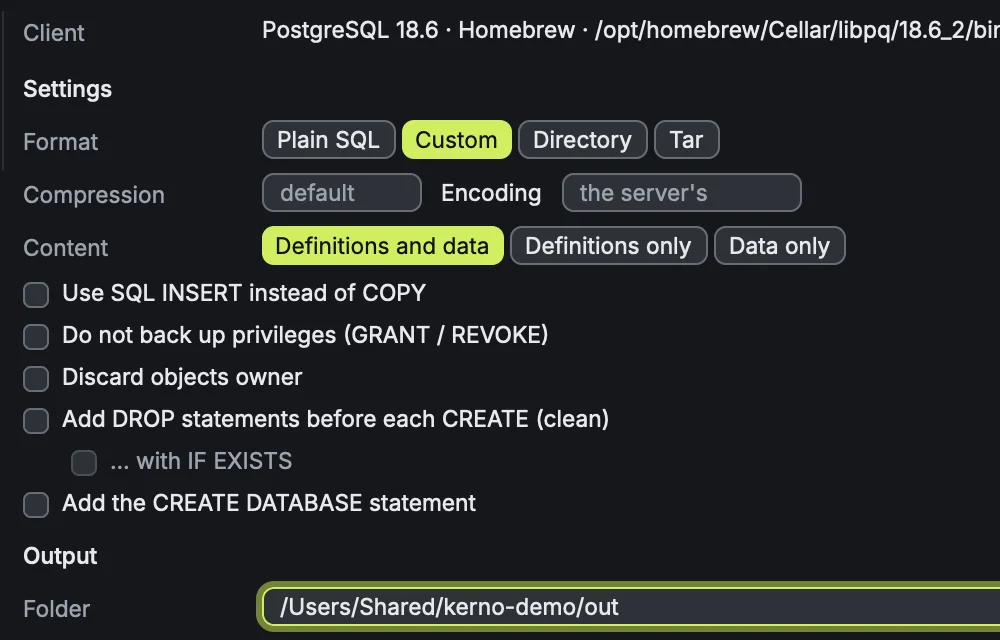 Client PostgreSQL 18.6 · Homebrew · /opt/homebrew/Cellar/libpq/18.6_2/bin
Settings
Format Plain SQL Custom Directory Tar
Compression default Encoding the server's
Content Definitions and data Definitions only Data only
Use SQL INSERT instead of COPY
Do not back up privileges (GRANT / REVOKE)
Discard objects owner
Add DROP statements before each CREATE (clean)
... with IF EXISTS
Add the CREATE DATABASE statement
Output
Folder /Users/Shared/kerno-demo/out